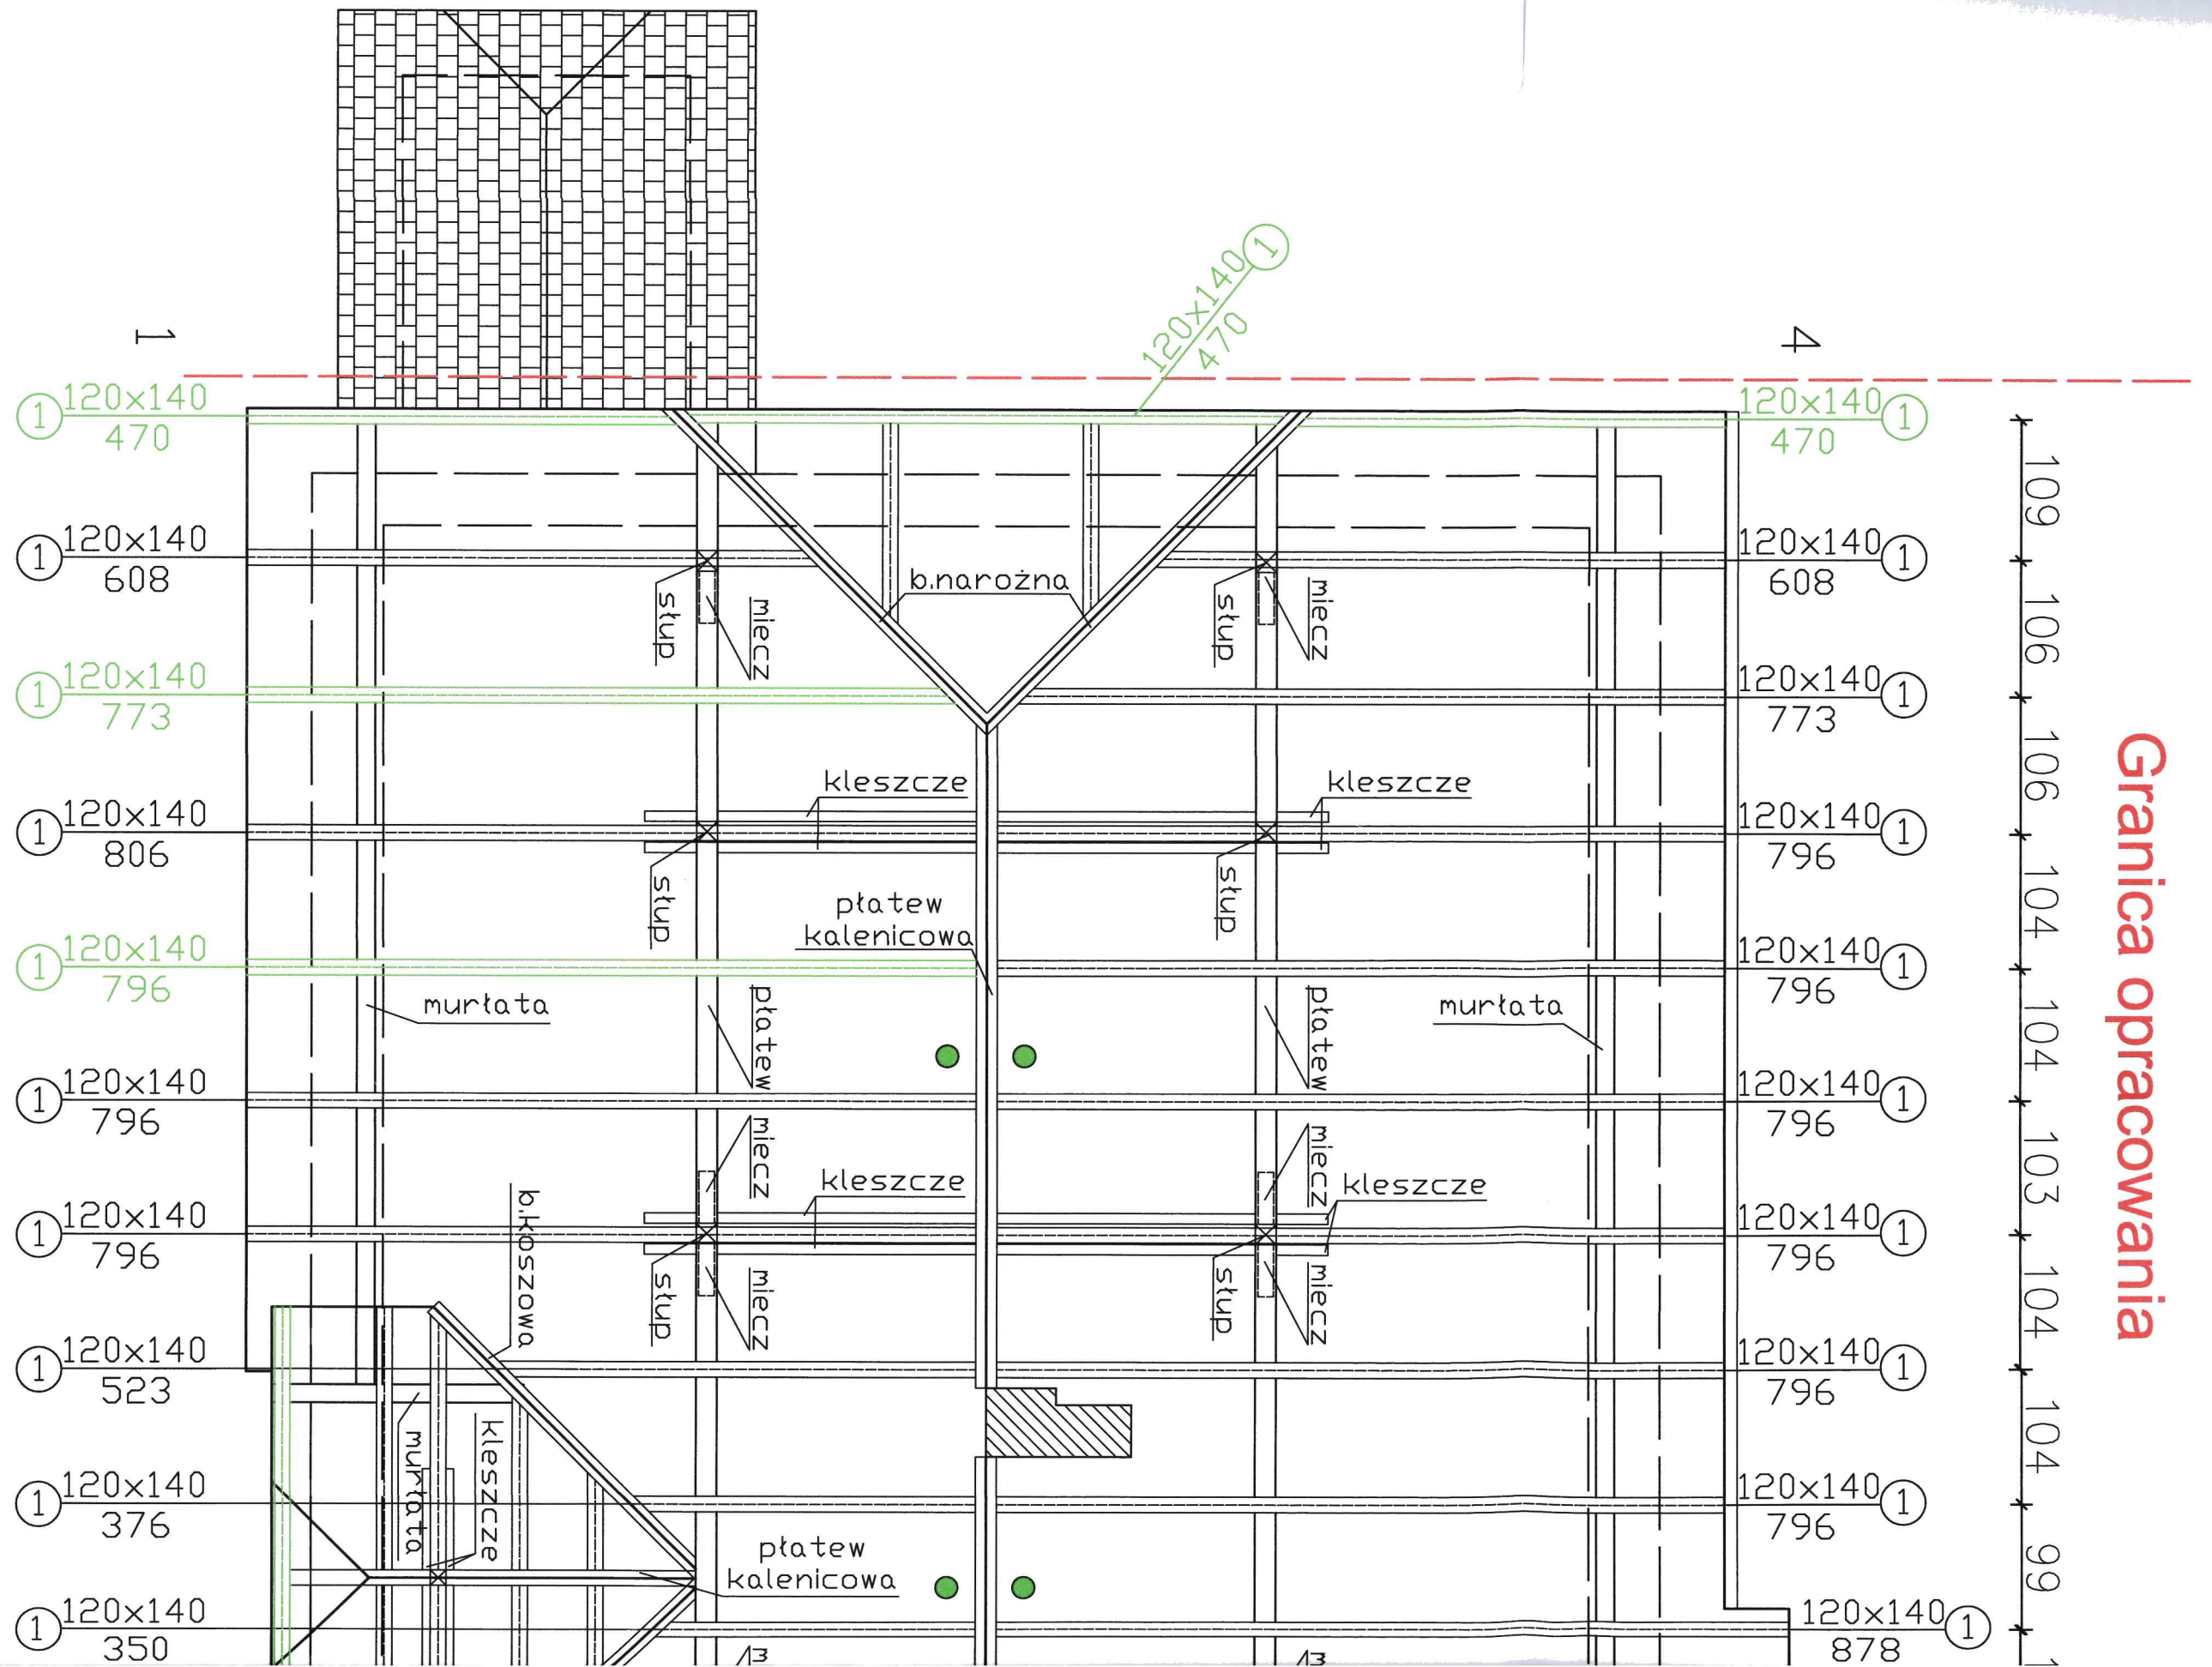 1
4
120x140
470
1
1
120x140
470
120x140
470
1
109
1
120x140
608
120x140
608
1
b.narożna
słup
miecz
słup
miecz
106
1
120x140
773
120x140
773
1
106
kleszcze
kleszcze
1
120x140
806
120x140
796
1
słup
słup
104
płatew
kalenicowa
1
120x140
796
120x140
796
1
murłata
płatew
płatew
murłata
104
Granica opracowania
1
120x140
796
120x140
796
1
miecz
miecz
103
kleszcze
kleszcze
b.koszowa
1
120x140
796
120x140
796
1
słup
miecz
słup
miecz
104
1
120x140
523
120x140
796
1
murłata
kleszcze
104
1
120x140
376
120x140
796
1
płatew
kalenicowa
99
1
120x140
350
120x140
878
1